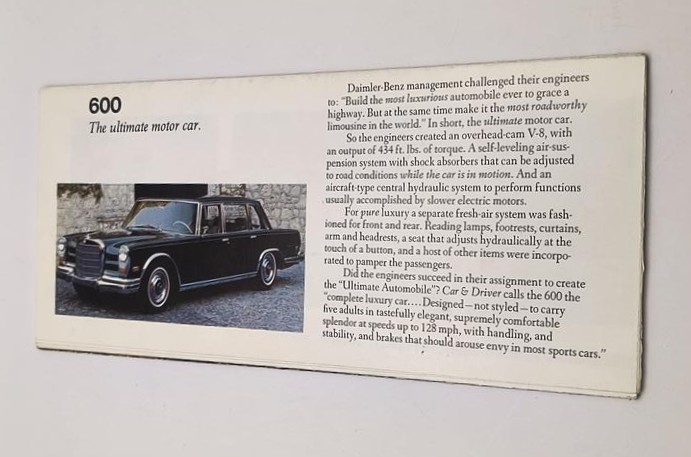 600
The ultimate motor car.
Daimler-Benz management challenged their engineers
to: "Build the most luxurious automobile ever to grace a
highway. But at the same time make it the most roadworthy
limousine in the world." In short, the ultimate motor car.
So the engineers created an overhead-cam V-8, with
an output of 434 ft. lbs. of torque. A self-leveling air-sus-
pension system with shock absorbers that can be adjusted
to road conditions while the car is in motion. And an
aircraft-type central hydraulic system to perform functions
usually accomplished by slower electric motors.
For pure luxury a separate fresh-air system was fash-
ioned for front and rear. Reading lamps, footrests, curtains,
arm and headrests, a seat that adjusts hydraulically at the
touch of a button, and a host of other items were incorpo-
rated to pamper the passengers.
Did the engineers succeed in their assignment to create
the "Ultimate Automobile"? Car & Driver calls the 600 the
"complete luxury car.... Designed—not styled—to carry
five adults in tastefully elegant, supremely comfortable
splendor at speeds up to 128 mph, with handling, and
stability, and brakes that should arouse envy in most sports cars."